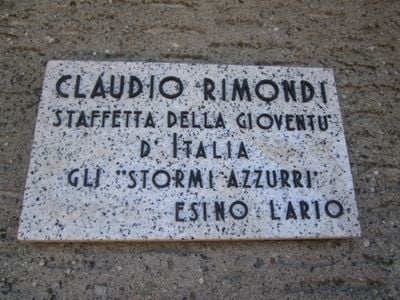 CLAUDIO RIMONDI
STAFFETTA DELLA GIOVENTU'
D' ITALIA
GLI "STORMI AZZURRI"
ESINO LARIO